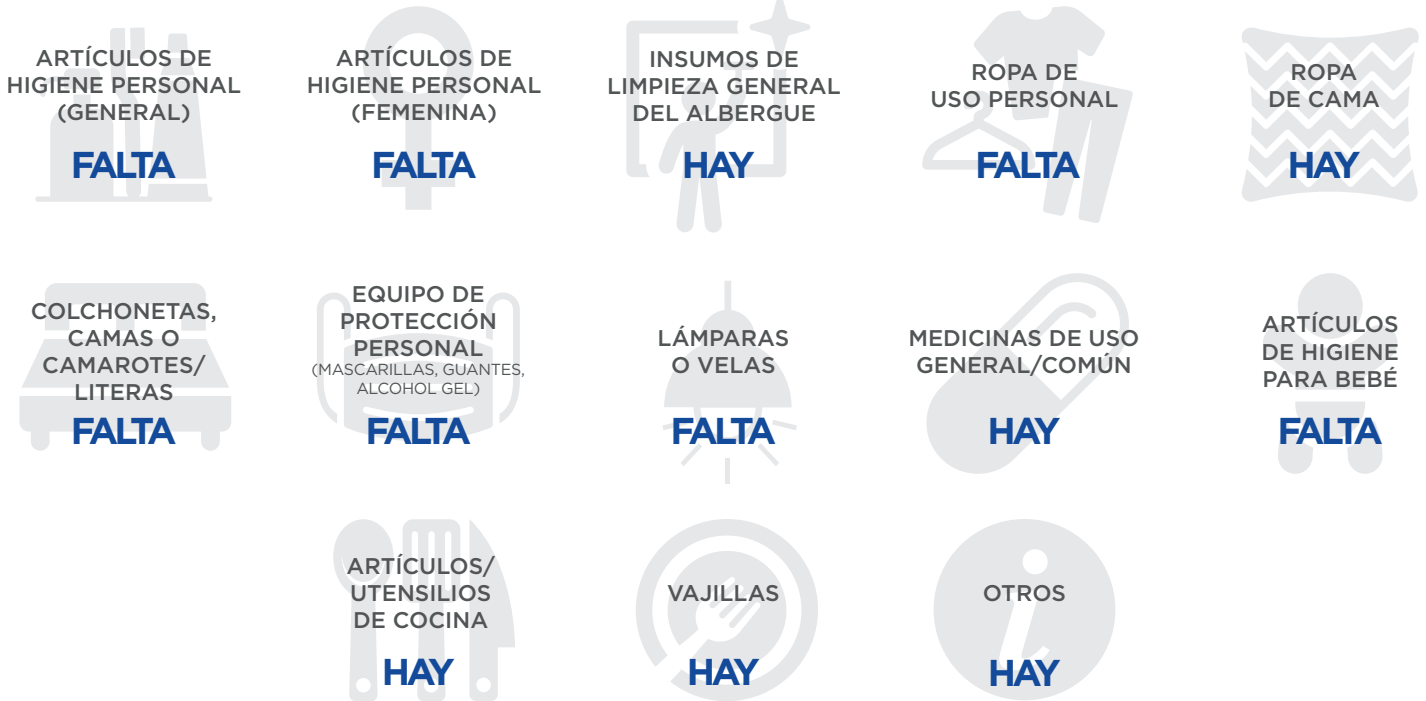 ARTÍCULOS DE
HIGIENE PERSONAL
(GENERAL)
FALTA
ARTÍCULOS DE
HIGIENE PERSONAL
(FEMENINA)
FALTA
INSUMOS DE
LIMPIEZA GENERAL
DEL ALBERGUE
HAY
ROPA DE
USO PERSONAL
FALTA
ROPA
DE CAMA
HAY
COLCHONETAS,
CAMAS O
CAMAROTES/
LITERAS
FALTA
EQUIPO DE
PROTECCIÓN
PERSONAL
(MASCARILLAS, GUANTES,
ALCOHOL GEL)
FALTA
LÁMPARAS
O VELAS
FALTA
MEDICINAS DE USO
GENERAL/COMÚN
HAY
ARTÍCULOS
DE HIGIENE
PARA BEBÉ
FALTA
ARTÍCULOS/
UTENSILIOS
DE COCINA
HAY
VAJILLAS
HAY
OTROS
HAY